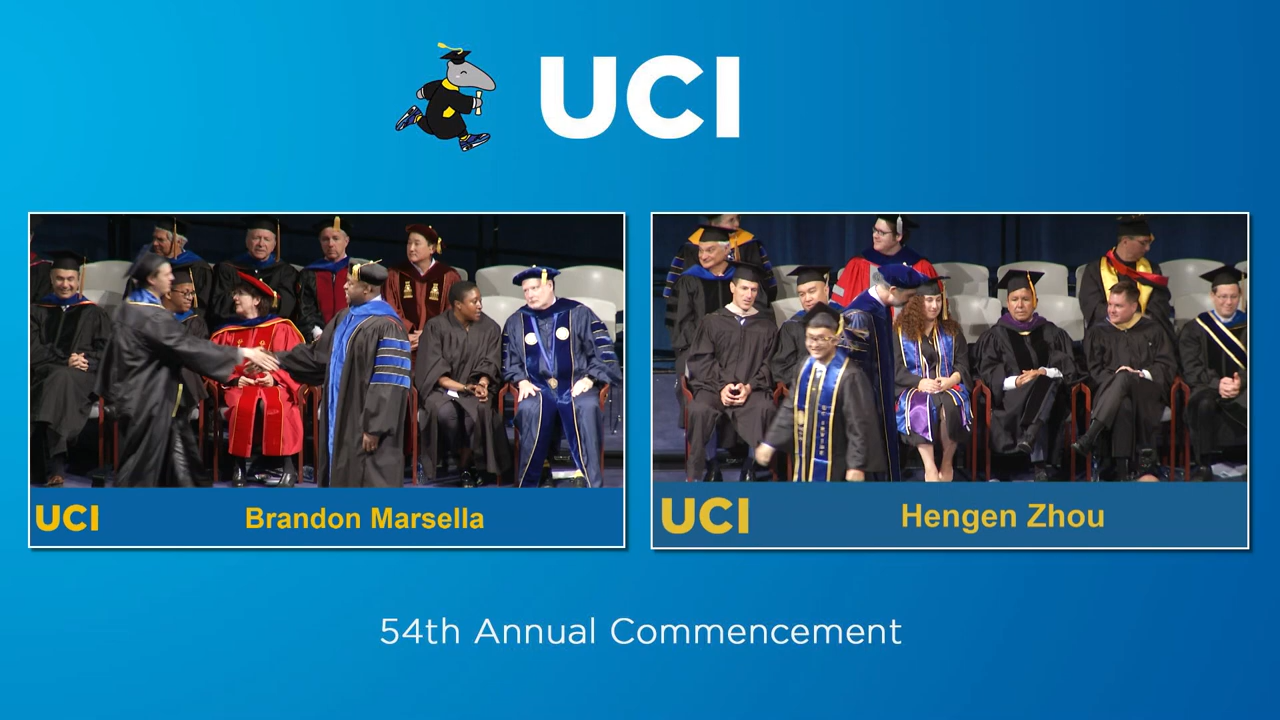 UCI
UCI
Brandon Marsella
UCI
Hengen Zhou
54th Annual Commencement